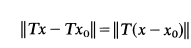 ‖Tx − Tx₀‖ = ‖T(x − x₀)‖